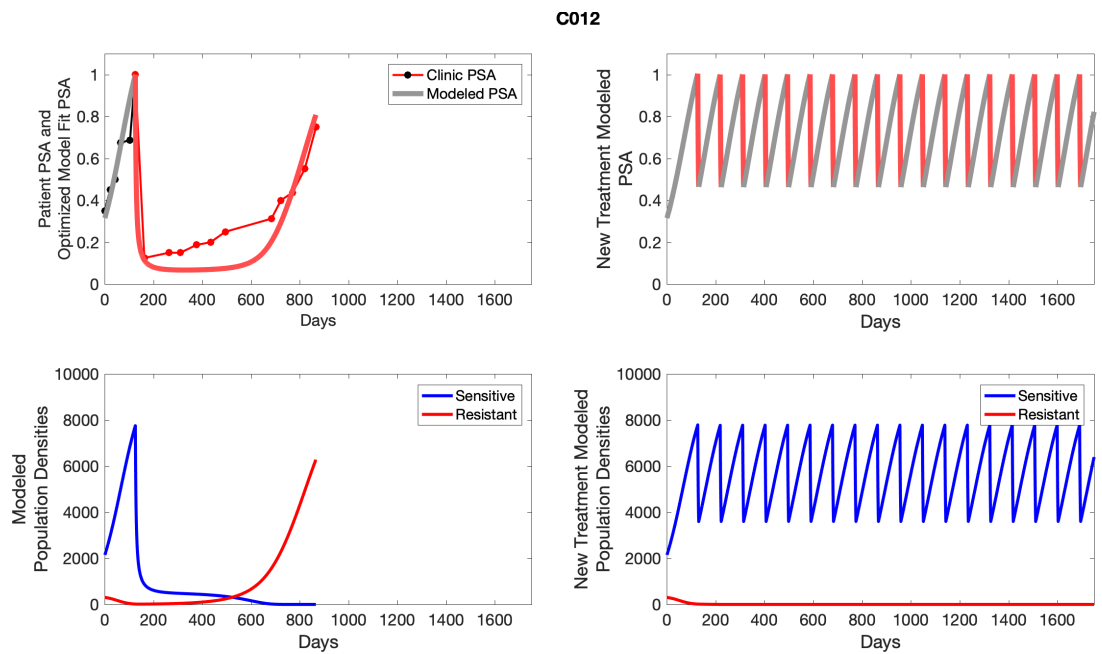 C012
Patient PSA and
Optimized Model Fit PSA
1
0.8
0.6
0.4
0.2
0
Clinic PSA
Modeled PSA
0 200 400 600 800 1000 1200 1400 1600
Days
New Treatment Modeled
PSA
1
0.8
0.6
0.4
0.2
0
0 200 400 600 800 1000 1200 1400 1600
Days
Modeled
Population Densities
10000
8000
6000
4000
2000
0
Sensitive
Resistant
0 200 400 600 800 1000 1200 1400 1600
Days
New Treatment Modeled
Population Densities
10000
8000
6000
4000
2000
0
Sensitive
Resistant
0 200 400 600 800 1000 1200 1400 1600
Days